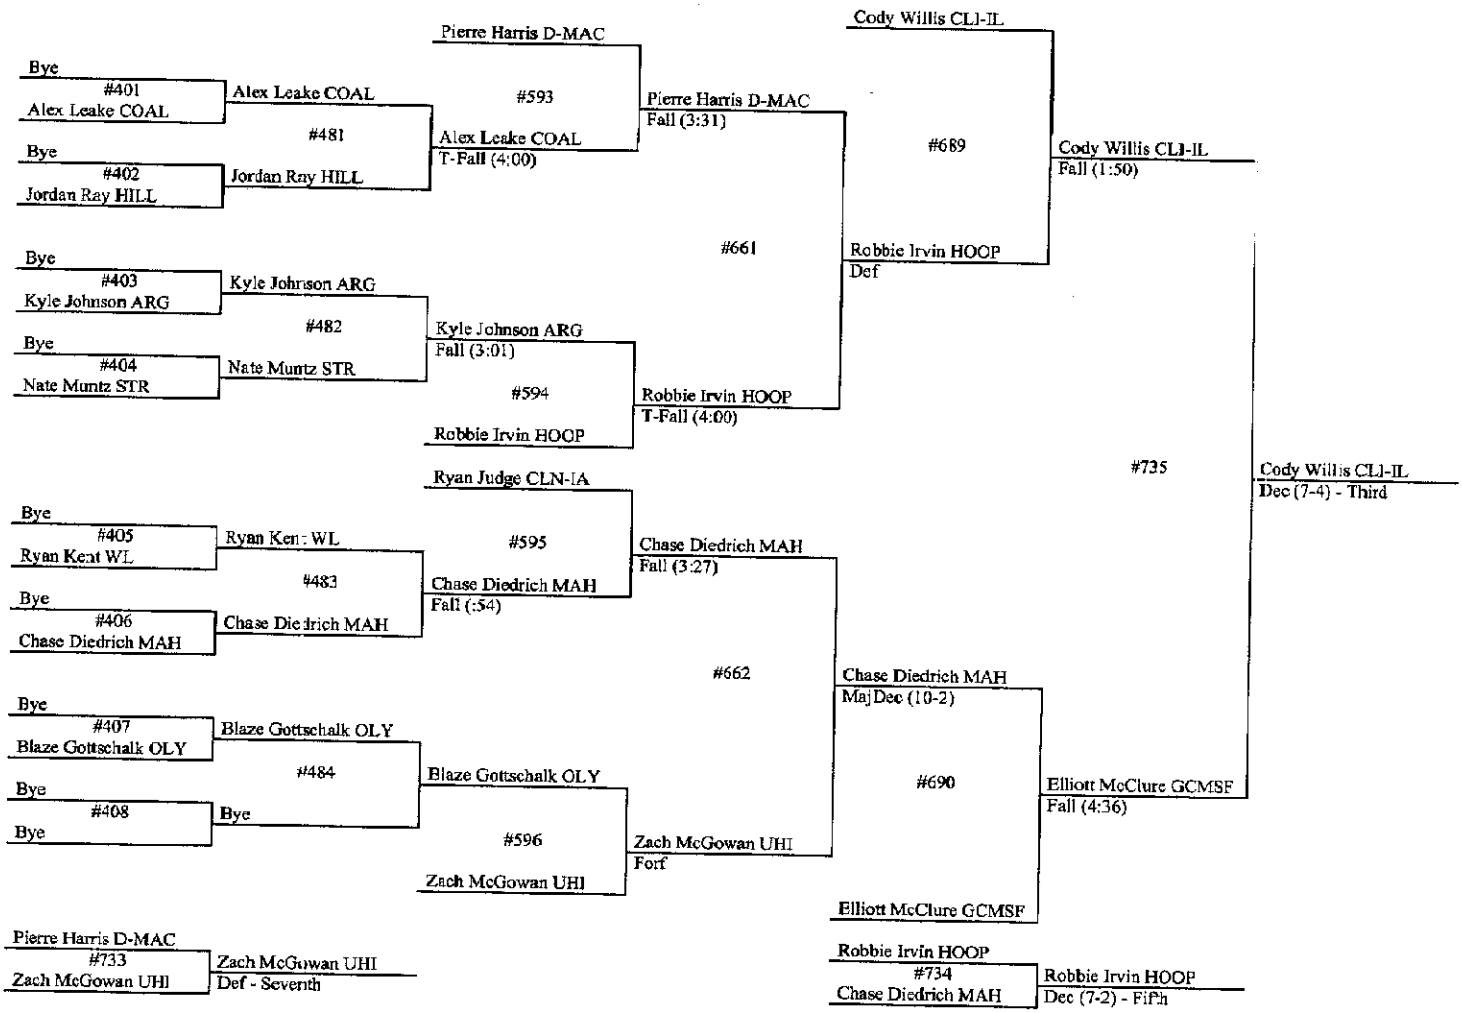 Cody Willis CLI-IL
Pierre Harris D-MAC
Bye
#401
Alex Leake COAL
Alex Leake COAL
#481
Bye
#402
Jordan Ray HILL
Jordan Ray HILL
#593
Alex Leake COAL
T-Fall (4:00)
Pierre Harris D-MAC
Fall (3:31)
#689
Cody Willis CLI-IL
Fall (1:50)
#661
Robbie Irvin HOOP
Def
Bye
#403
Kyle Johnson ARG
Kyle Johnson ARG
#482
Bye
#404
Nate Muntz STR
Nate Muntz STR
Kyle Johnson ARG
Fall (3:01)
#594
Robbie Irvin HOOP
Robbie Irvin HOOP
T-Fall (4:00)
#735
Cody Willis CLI-IL
Dec (7-4) - Third
Ryan Judge CLN-IA
Bye
#405
Ryan Kent WL
Ryan Kent WL
#483
Bye
#406
Chase Diedrich MAH
Chase Diedrich MAH
#595
Chase Diedrich MAH
Fall (:54)
Chase Diedrich MAH
Fall (3:27)
#662
Chase Diedrich MAH
MajDec (10-2)
Bye
#407
Blaze Gottschalk OLY
Blaze Gottschalk OLY
#484
Bye
#408
Bye
Bye
Blaze Gottschalk OLY
#596
Zach McGowan UHI
Zach McGowan UHI
Forf
#690
Elliott McClure GCMSF
Fall (4:36)
Elliott McClure GCMSF
Pierre Harris D-MAC
#733
Zach McGowan UHI
Zach McGowan UHI
Def - Seventh
Robbie Irvin HOOP
#734
Chase Diedrich MAH
Robbie Irvin HOOP
Dec (7-2) - Fifth